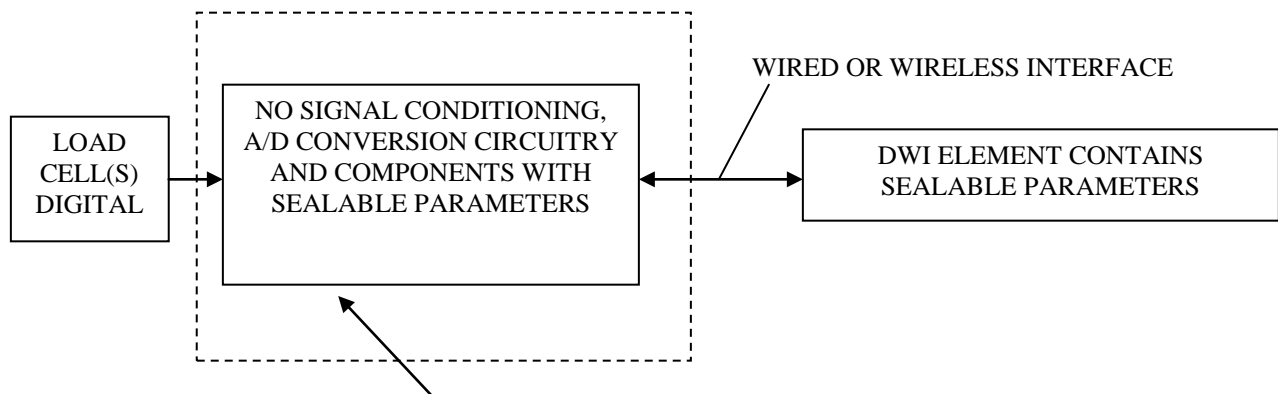 WIRED OR WIRELESS INTERFACE
LOAD
CELL(S)
DIGITAL
NO SIGNAL CONDITIONING,
A/D CONVERSION CIRCUITRY
AND COMPONENTS WITH
SEALABLE PARAMETERS
DWI ELEMENT CONTAINS
SEALABLE PARAMETERS